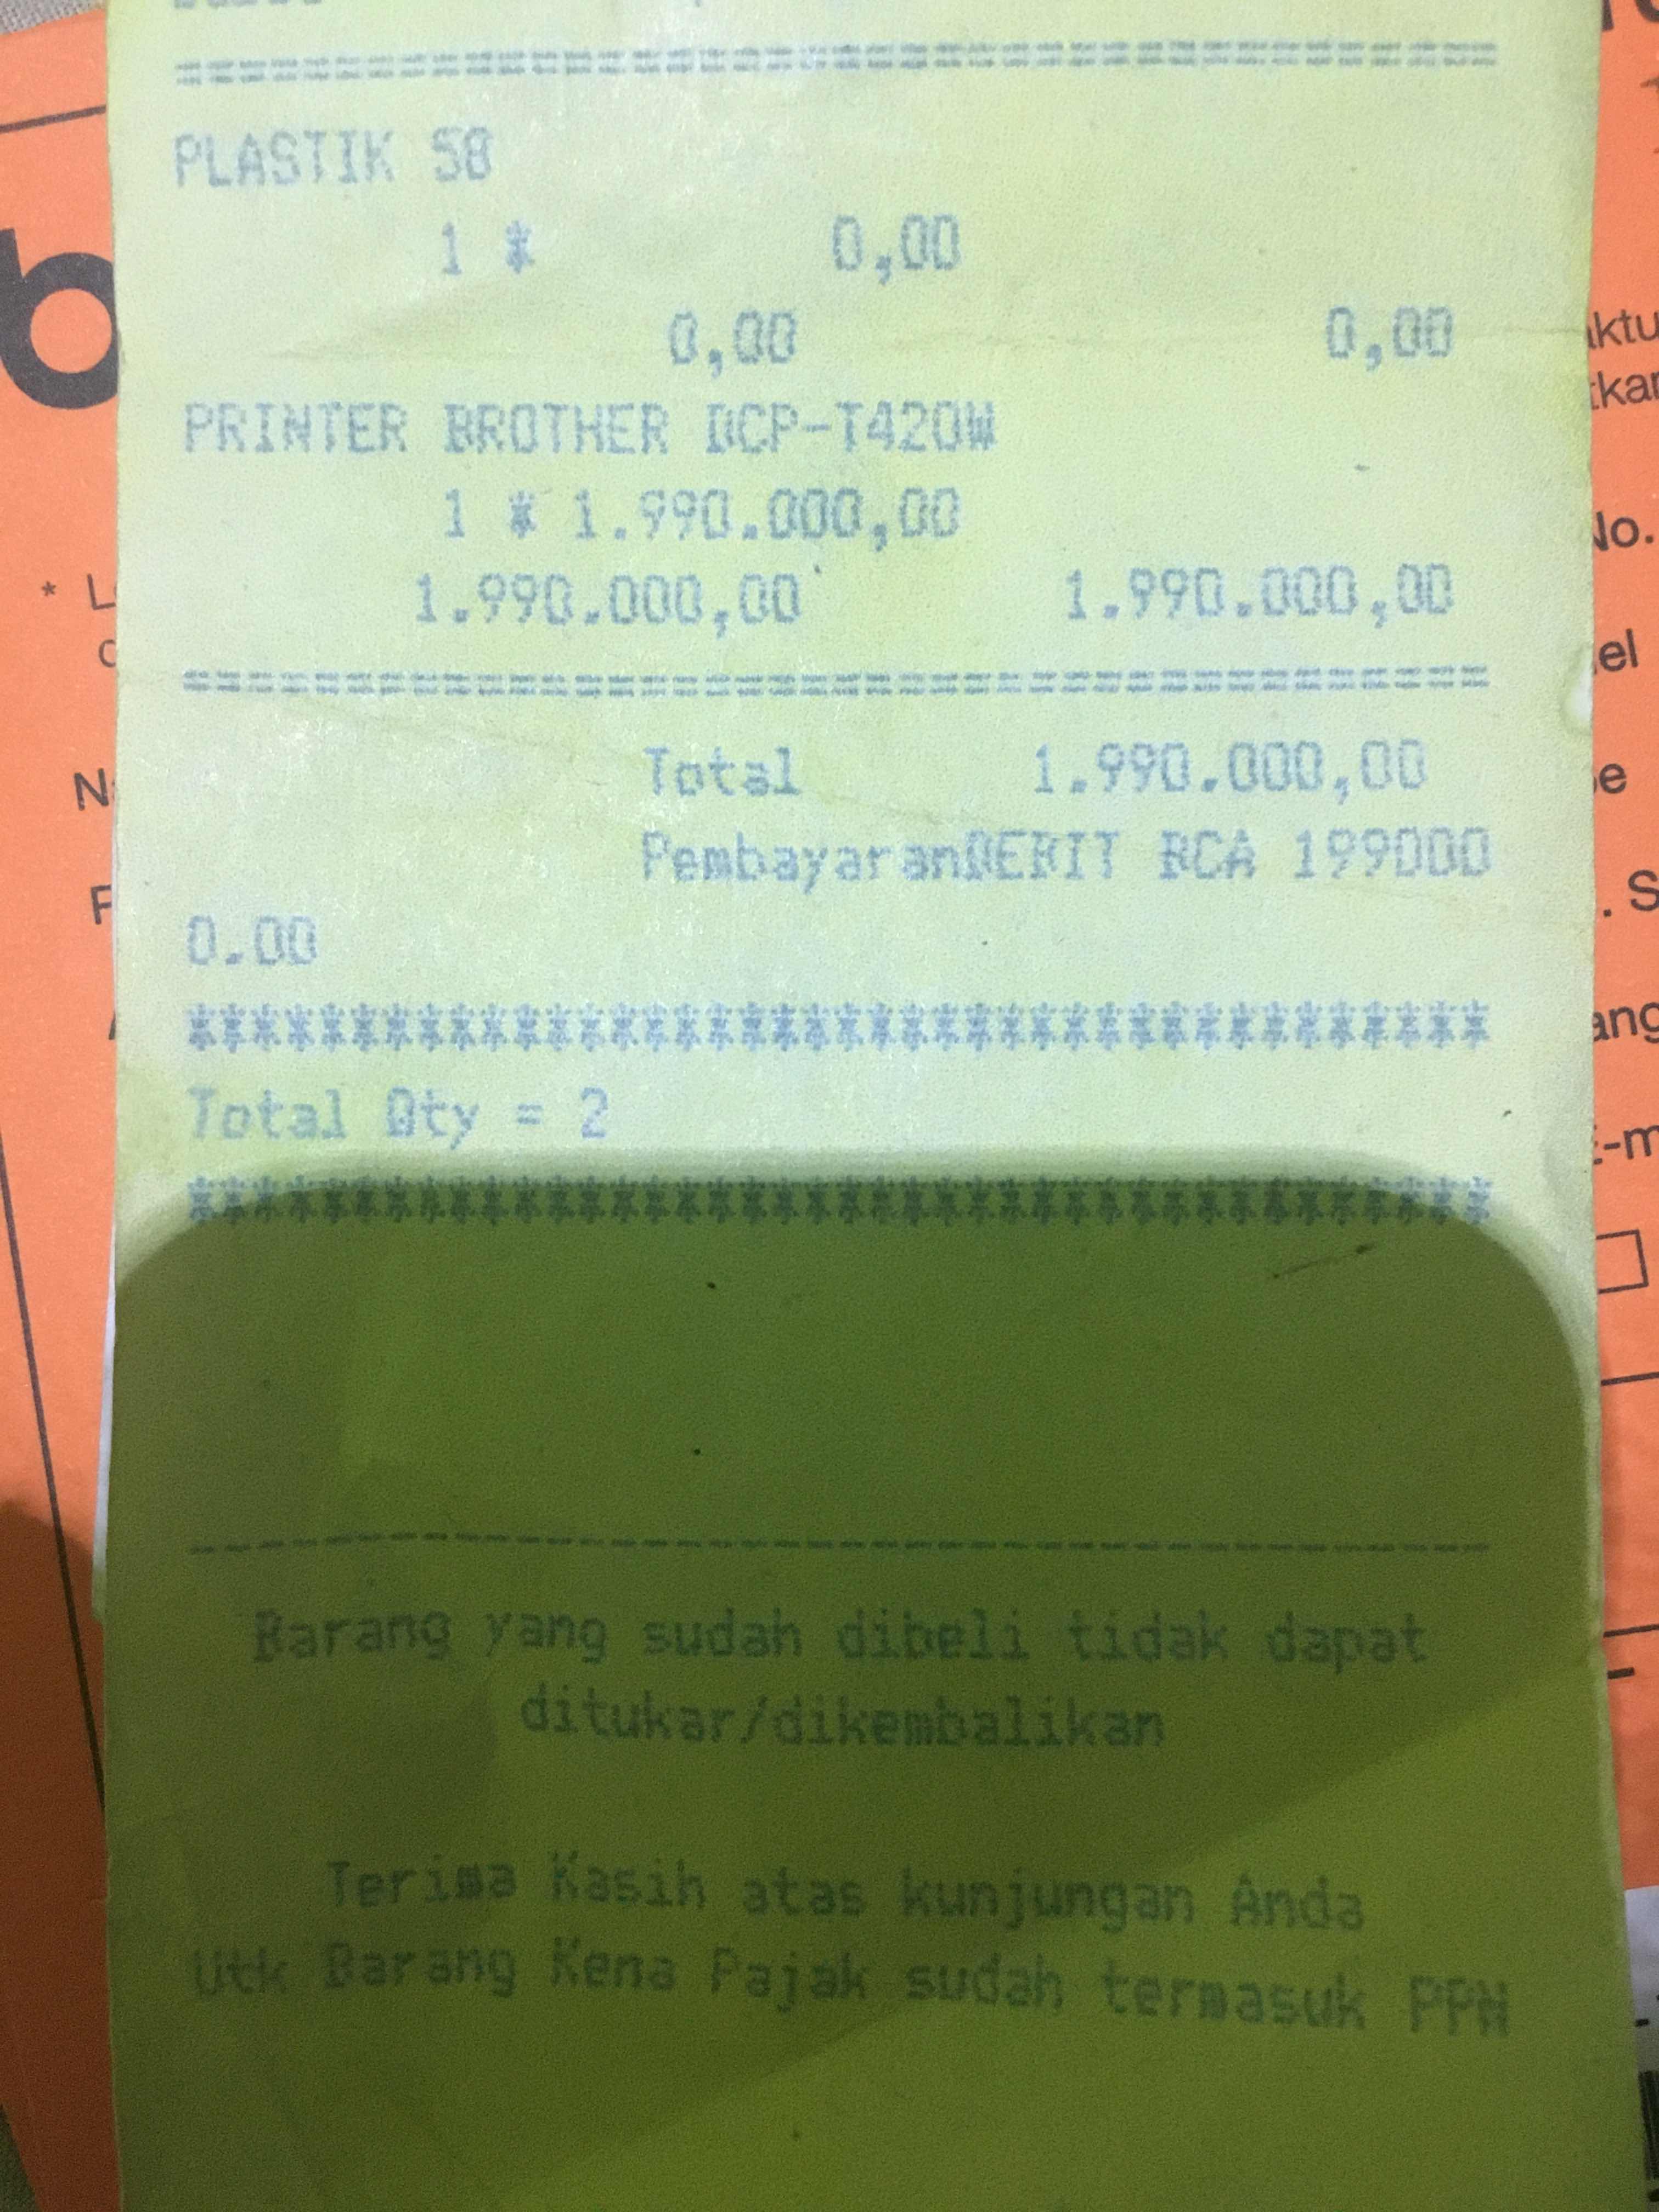 ================================
PLASTIK 58
1 * 0,00
0,00 0,00
PRINTER BROTHER DCP-T420W
1 * 1.990.000,00
1.990.000,00 1.990.000,00
=========================================
Total 1.990.000,00
PembayaranDEBIT BCA 199000
0.00
*****************************************
Total Qty = 2
*****************************************
-----------------------------------------
Barang yang sudah dibeli tidak dapat
ditukar/dikembalikan
Terima Kasih atas kunjungan Anda
Utk Barang Kena Pajak sudah termasuk PPN
b
* L
N
F
No.
el
. S
ang
E-m